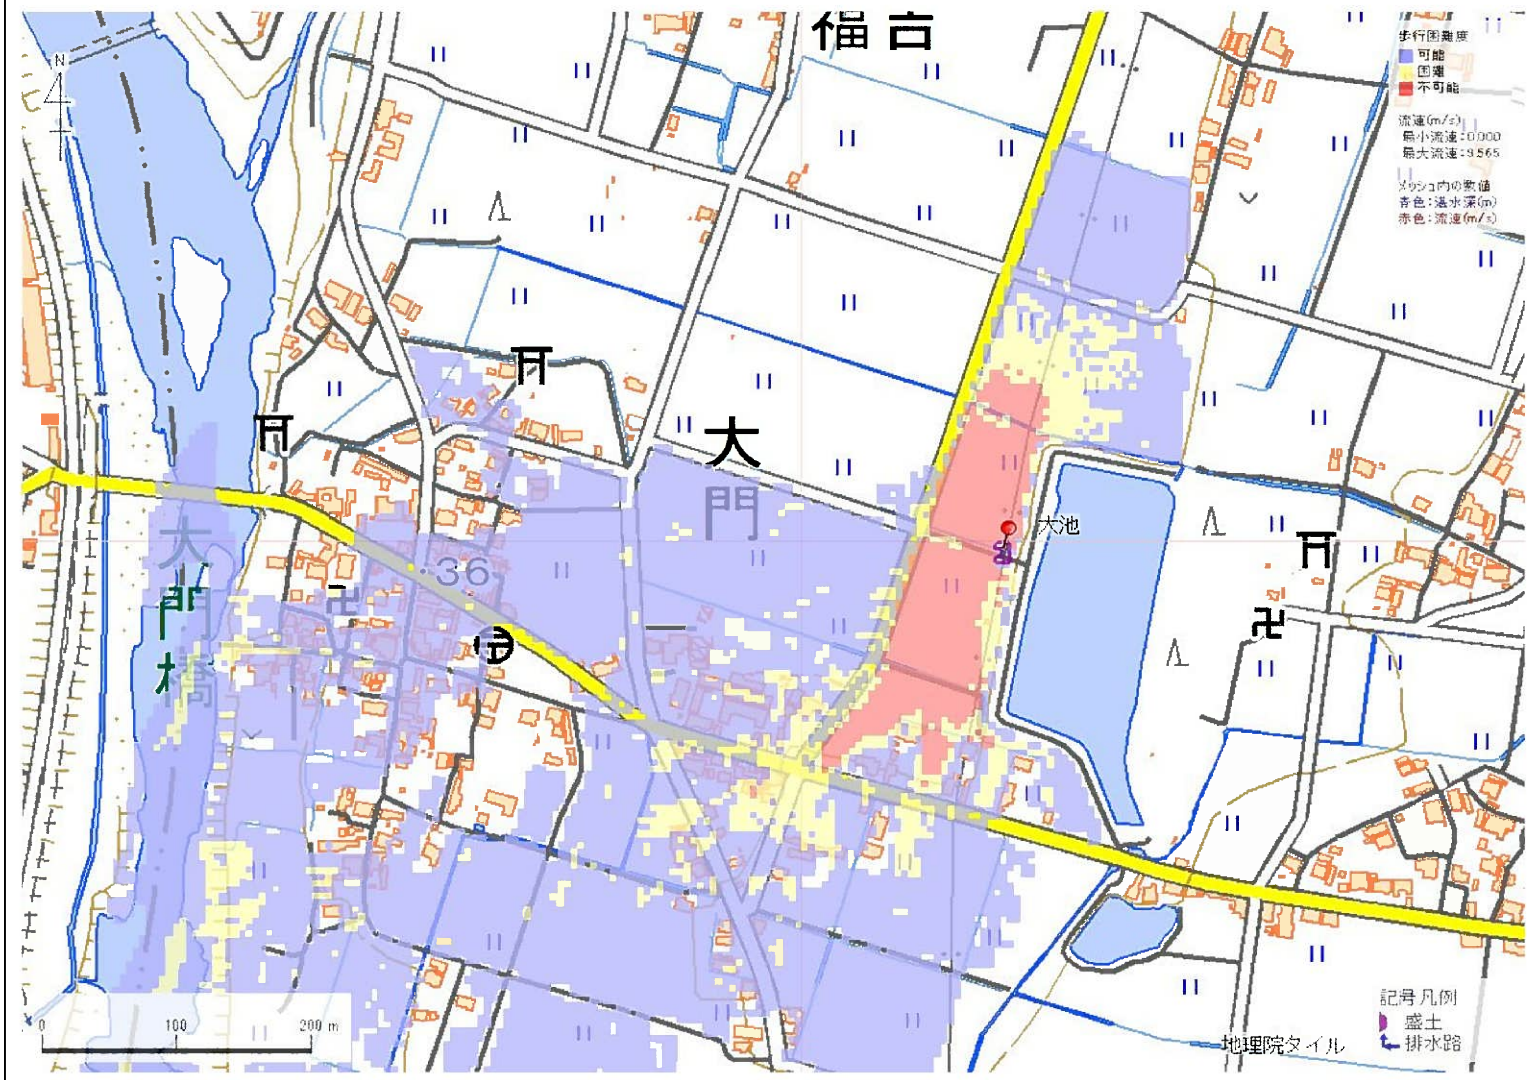 福吉
N
歩行困難度
可能
困難
不可能
流速(m/s)
最小流速:0.000
最大流速:9.565
メッシュ内の数値
青色:湛水深(m)
赤色:流速(m/s)
大
門
大池
大
門
橋
36
一
0 100 200 m
記号凡例
盛土
排水路
地理院タイル